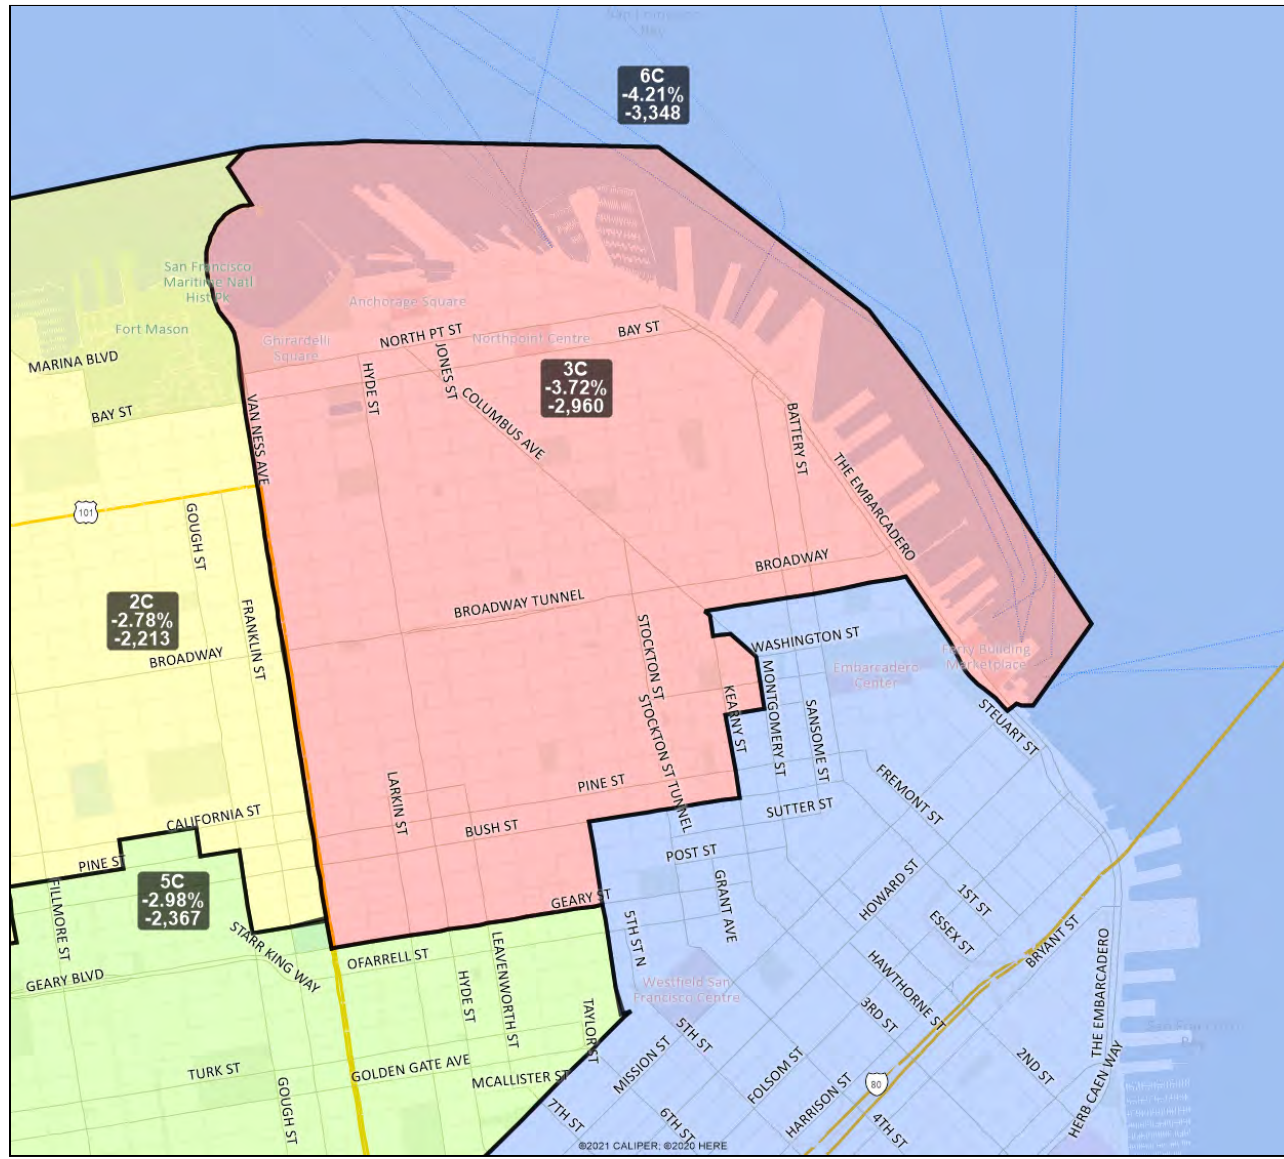 San Francisco
Bay
6C
-4.21%
-3,348
San Francisco
Maritime Natl
Hist Pk
Anchorage Square
Fort Mason
Ghirardelli
Square
NORTH PT ST
Northpoint Centre
BAY ST
MARINA BLVD
JONES ST
HYDE ST
3C
-3.72%
-2,960
BAY ST
VAN NESS AVE
COLUMBUS AVE
BATTERY ST
THE EMBARCADERO
101
GOUGH ST
BROADWAY
2C
-2.78%
-2,213
FRANKLIN ST
BROADWAY TUNNEL
STOCKTON ST
WASHINGTON ST
BROADWAY
Ferry Building
Marketplace
Embarcadero
Center
MONTGOMERY ST
KEARNY ST
SANSOME ST
STEUART ST
STOCKTON ST TUNNEL
LARKIN ST
PINE ST
FREMONT ST
CALIFORNIA ST
BUSH ST
SUTTER ST
PINE ST
POST ST
5C
-2.98%
-2,367
FILLMORE ST
GEARY ST
GRANT AVE
HOWARD ST
1ST ST
ESSEX ST
STARR KING WAY
5TH ST N
BRYANT ST
OFARRELL ST
LEAVENWORTH ST
GEARY BLVD
HYDE ST
Westfield San
Francisco Centre
HAWTHORNE ST
THE EMBARCADERO
TAYLOR ST
3RD ST
5TH ST
San Francisco
Bay
TURK ST
GOLDEN GATE AVE
MCALLISTER ST
MISSION ST
FOLSOM ST
2ND ST
HERB CAEN WAY
80
GOUGH ST
7TH ST
6TH ST
HARRISON ST
4TH ST
©2021 CALIPER; ©2020 HERE